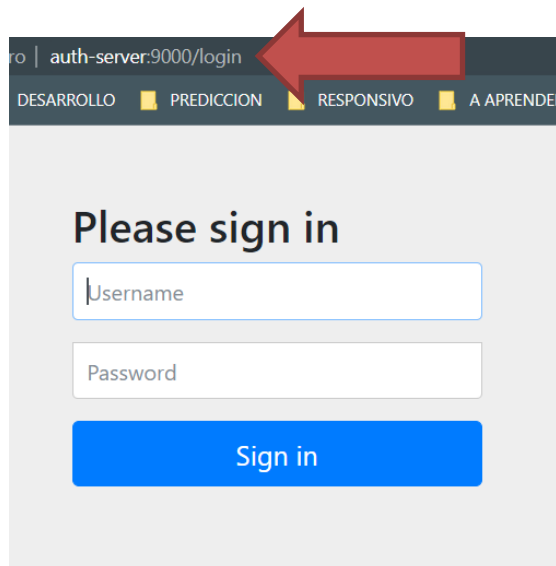 ro | auth-server:9000/login
DESARROLLO PREDICCION RESPONSIVO A APRENDE
Please sign in
Username
Password
Sign in